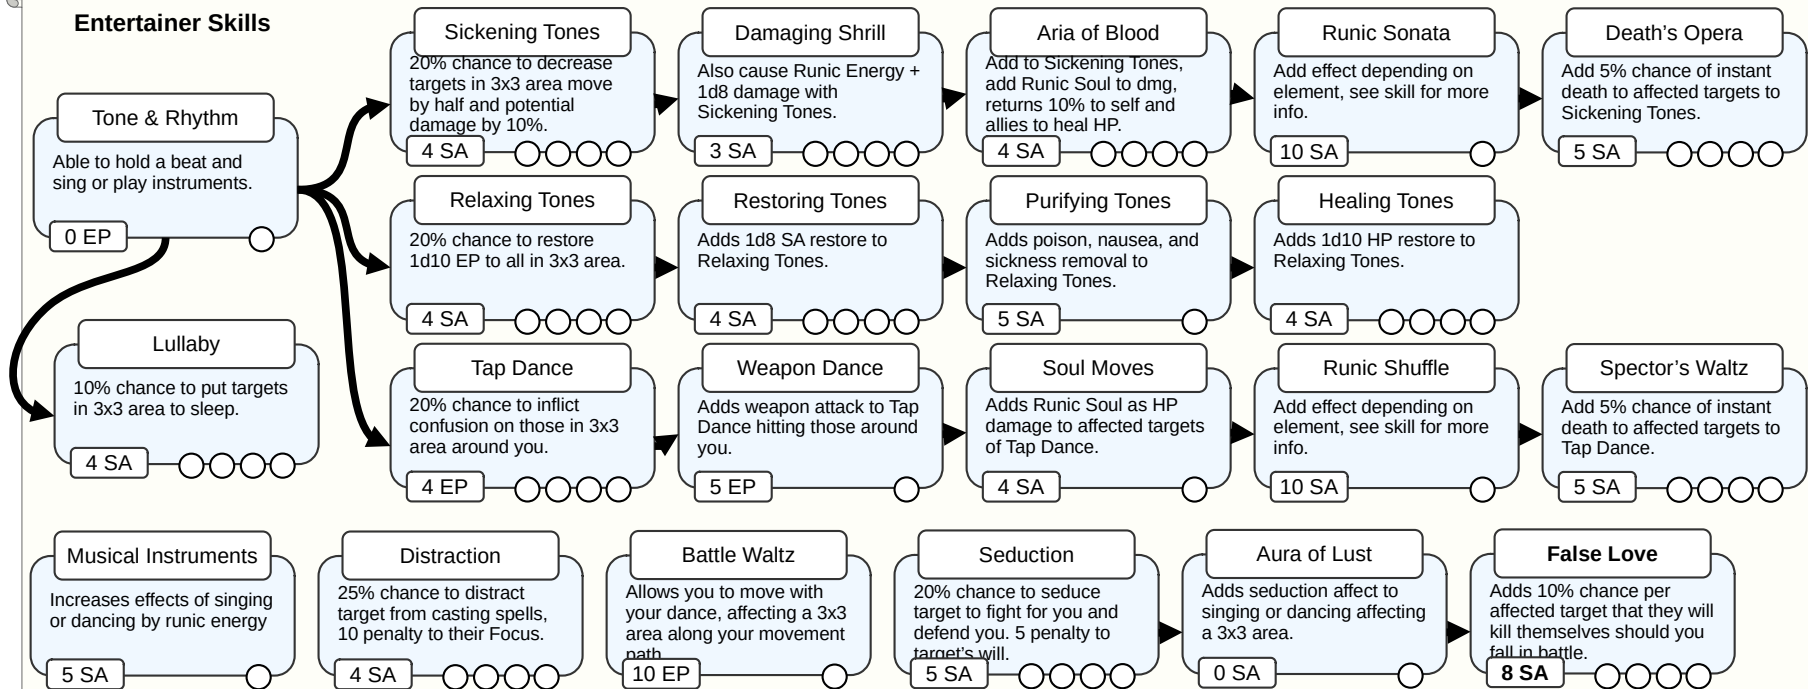 Entertainer Skills
Tone & Rhythm
Able to hold a beat and
sing or play instruments.
0 EP
Lullaby
10% chance to put targets
in 3x3 area to sleep.
4 SA
Sickening Tones
20% chance to decrease
targets in 3x3 area move
by half and potential
damage by 10%.
4 SA
Damaging Shrill
Also cause Runic Energy +
1d8 damage with
Sickening Tones.
3 SA
Aria of Blood
Add to Sickening Tones,
add Runic Soul to dmg,
returns 10% to self and
allies to heal HP.
4 SA
Runic Sonata
Add effect depending on
element, see skill for more
info.
10 SA
Death's Opera
Add 5% chance of instant
death to affected targets to
Sickening Tones.
5 SA
Relaxing Tones
20% chance to restore
1d10 EP to all in 3x3 area.
4 SA
Restoring Tones
Adds 1d8 SA restore to
Relaxing Tones.
4 SA
Purifying Tones
Adds poison, nausea, and
sickness removal to
Relaxing Tones.
5 SA
Healing Tones
Adds 1d10 HP restore to
Relaxing Tones.
4 SA
Tap Dance
20% chance to inflict
confusion on those in 3x3
area around you.
4 EP
Weapon Dance
Adds weapon attack to Tap
Dance hitting those around
you.
5 EP
Soul Moves
Adds Runic Soul as HP
damage to affected targets
of Tap Dance.
4 SA
Runic Shuffle
Add effect depending on
element, see skill for more
info.
10 SA
Spector's Waltz
Add 5% chance of instant
death to affected targets to
Tap Dance.
5 SA
Musical Instruments
Increases effects of singing
or dancing by runic energy
5 SA
Distraction
25% chance to distract
target from casting spells,
10 penalty to their Focus.
4 SA
Battle Waltz
Allows you to move with
your dance, affecting a 3x3
area along your movement
path.
10 EP
Seduction
20% chance to seduce
target to fight for you and
defend you. 5 penalty to
target's will.
5 SA
Aura of Lust
Adds seduction affect to
singing or dancing affecting
a 3x3 area.
0 SA
False Love
Adds 10% chance per
affected target that they will
kill themselves should you
fall in battle.
8 SA